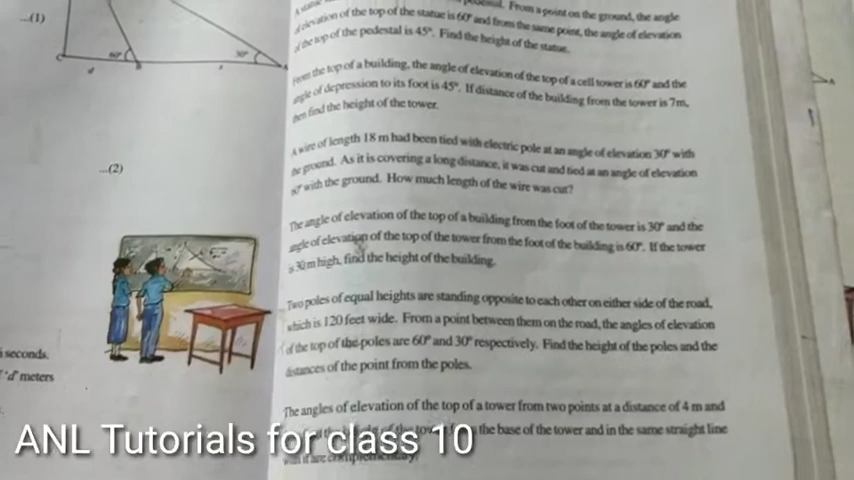 ...(1)
60°
30°
C
d
B
A
...(2)
i seconds.
'd' meters
A statue
pedestal. From a point on the ground, the angle
of elevation of the top of the statue is 60° and from the same point, the angle of elevation
of the top of the pedestal is 45°. Find the height of the statue.
From the top of a building, the angle of elevation of the top of a cell tower is 60° and the
angle of depression to its foot is 45°. If distance of the building from the tower is 7m,
then find the height of the tower.
A wire of length 18 m had been tied with electric pole at an angle of elevation 30° with
the ground. As it is covering a long distance, it was cut and tied at an angle of elevation
60° with the ground. How much length of the wire was cut?
The angle of elevation of the top of a building from the foot of the tower is 30° and the
angle of elevation of the top of the tower from the foot of the building is 60°. If the tower
is 30 m high, find the height of the building.
Two poles of equal heights are standing opposite to each other on either side of the road,
which is 120 feet wide. From a point between them on the road, the angles of elevation
of the top of the poles are 60° and 30° respectively. Find the height of the poles and the
distances of the point from the poles.
The angles of elevation of the top of a tower from two points at a distance of 4 m and
the base of the tower and in the same straight line
with it are complementary.
ANL Tutorials for class 10
A